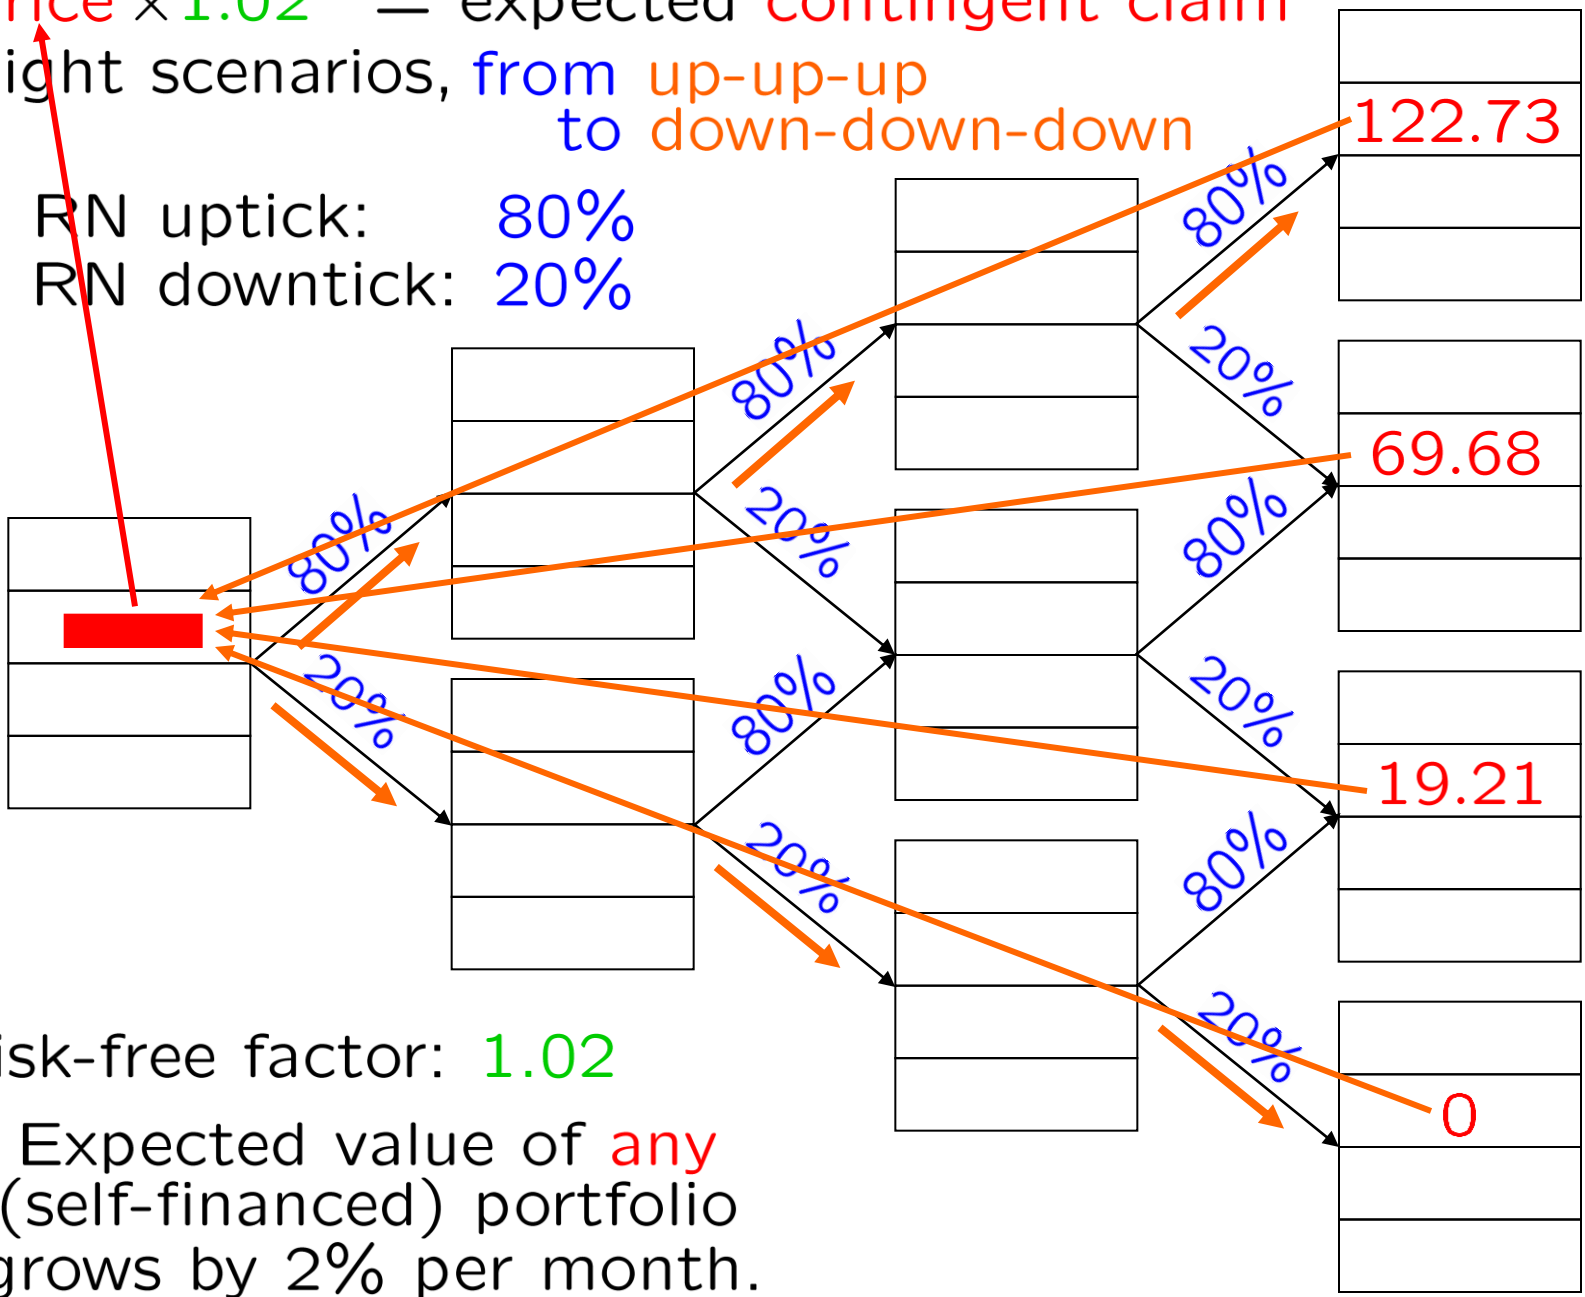 rice ×1.02 = expected contingent claim
ight scenarios, from up-up-up
to down-down-down
RN uptick: 80%
RN downtick: 20%
122.73
80%
20%
80%
69.68
80%
20%
80%
20%
80%
20%
19.21
20%
80%
20%
0
isk-free factor: 1.02
Expected value of any
(self-financed) portfolio
grows by 2% per month.